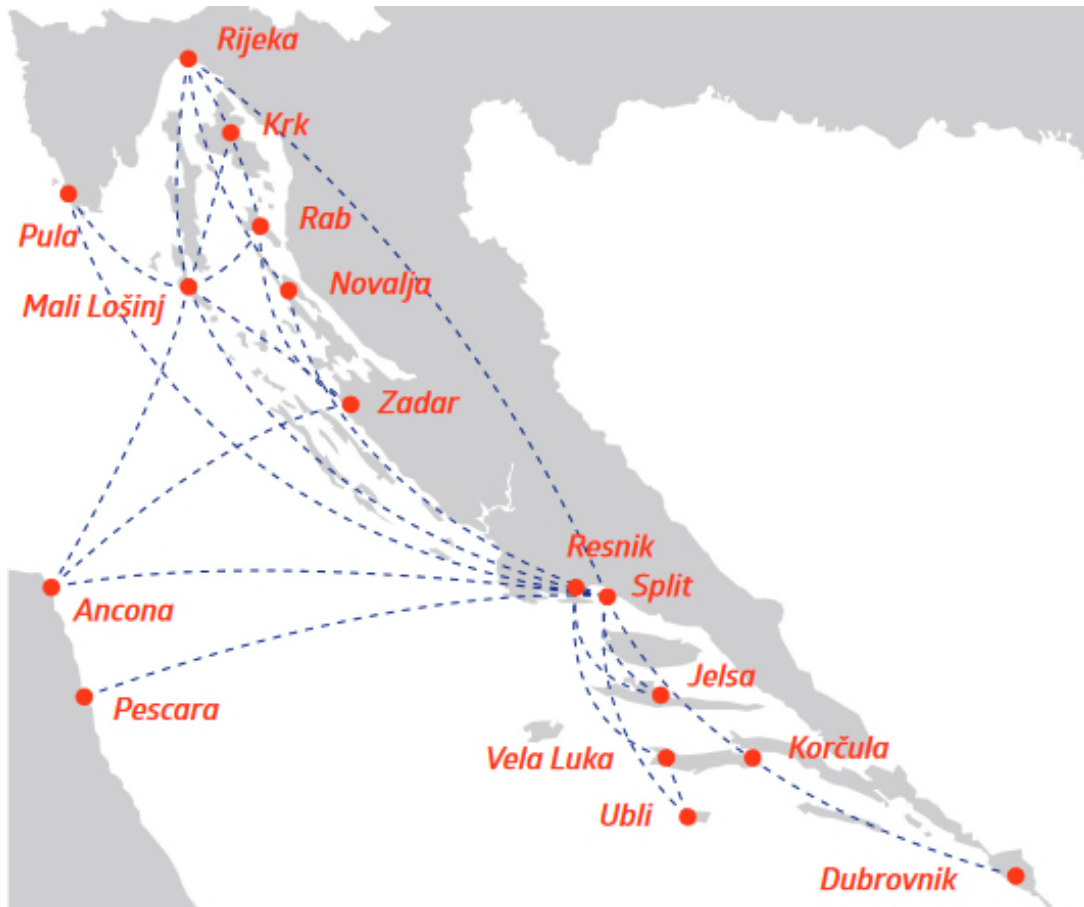 Rijeka
Krk
Rab
Pula
Novalja
Mali Lošinj
Zadar
Resnik
Split
Ancona
Jelsa
Pescara
Korčula
Vela Luka
Ubli
Dubrovnik